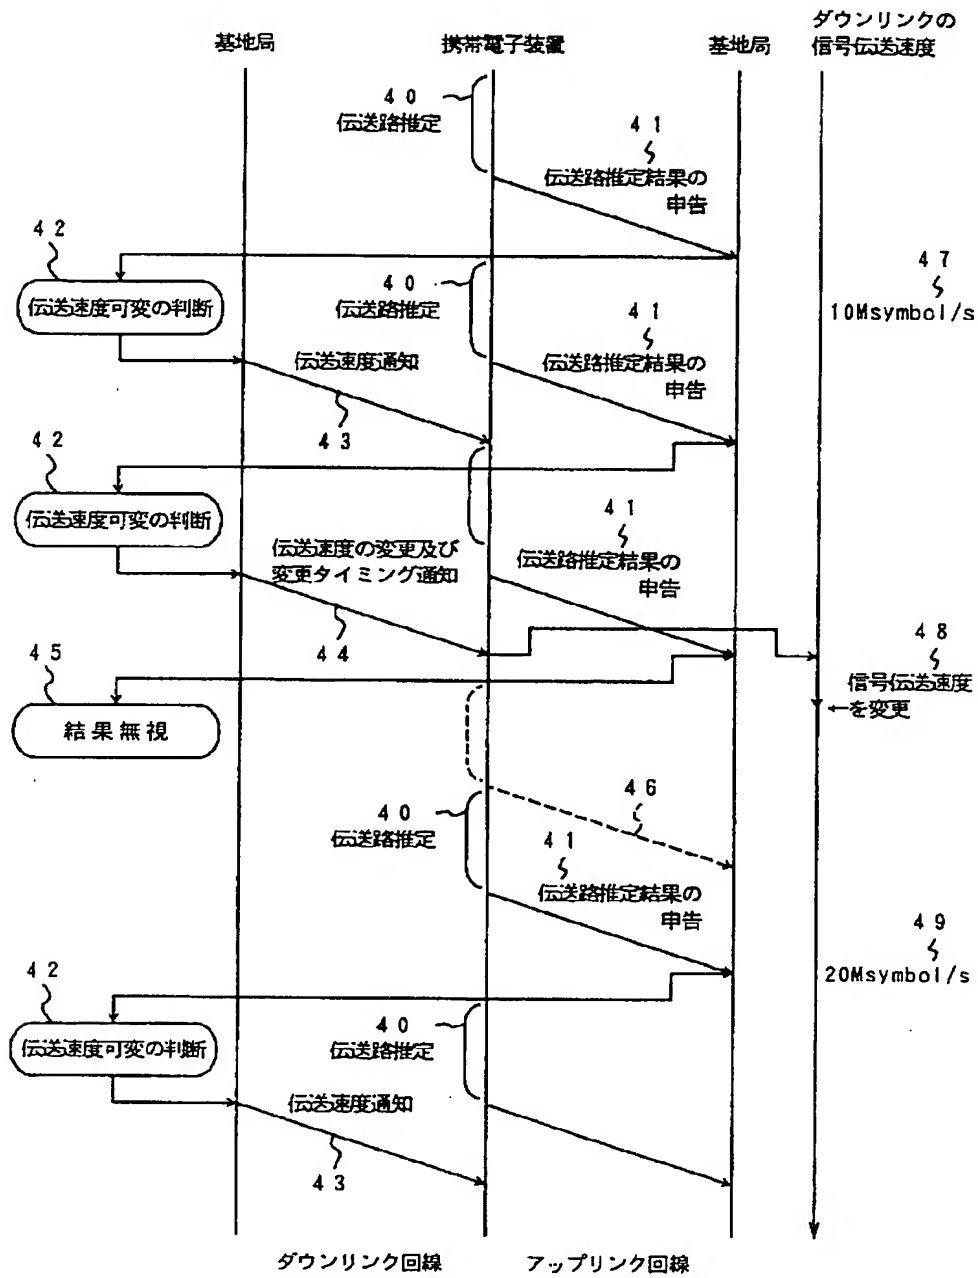 基地局
携帯電子装置
基地局
ダウンリンクの
信号伝送速度
40
伝送路推定
41
伝送路推定結果の
申告
42
伝送速度可変の判断
40
伝送路推定
41
伝送路推定結果の
申告
47
10Msymbol/s
伝送速度通知
43
42
伝送速度可変の判断
41
伝送路推定結果の
申告
伝送速度の変更及び
変更タイミング通知
44
45
結果無視
48
信号伝送速度
を変更
46
40
伝送路推定
41
伝送路推定結果の
申告
49
20Msymbol/s
42
伝送速度可変の判断
40
伝送路推定
伝送速度通知
43
ダウンリンク回線
アップリンク回線